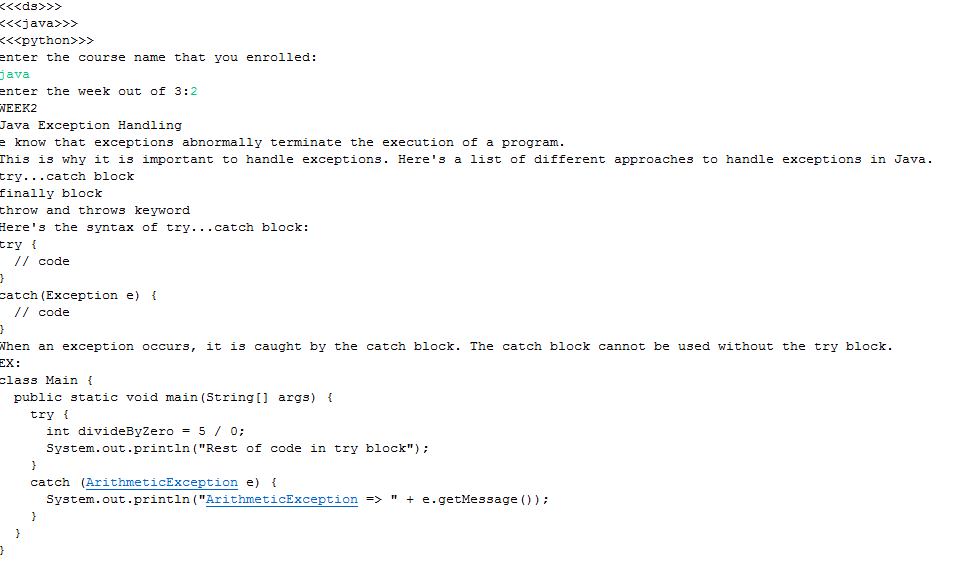 <<<ds>>>
<<<java>>>
<<<python>>>
enter the course name that you enrolled:
java
enter the week out of 3:2
WEEK2
Java Exception Handling
e know that exceptions abnormally terminate the execution of a program.
This is why it is important to handle exceptions. Here's a list of different approaches to handle exceptions in Java.
try...catch block
finally block
throw and throws keyword
Here's the syntax of try...catch block:
try {
  // code
}
catch(Exception e) {
  // code
}
When an exception occurs, it is caught by the catch block. The catch block cannot be used without the try block.
EX:
class Main {
  public static void main(String[] args) {
    try {
      int divideByZero = 5 / 0;
      System.out.println("Rest of code in try block");
    }
    catch (ArithmeticException e) {
      System.out.println("ArithmeticException => " + e.getMessage());
    }
  }
}